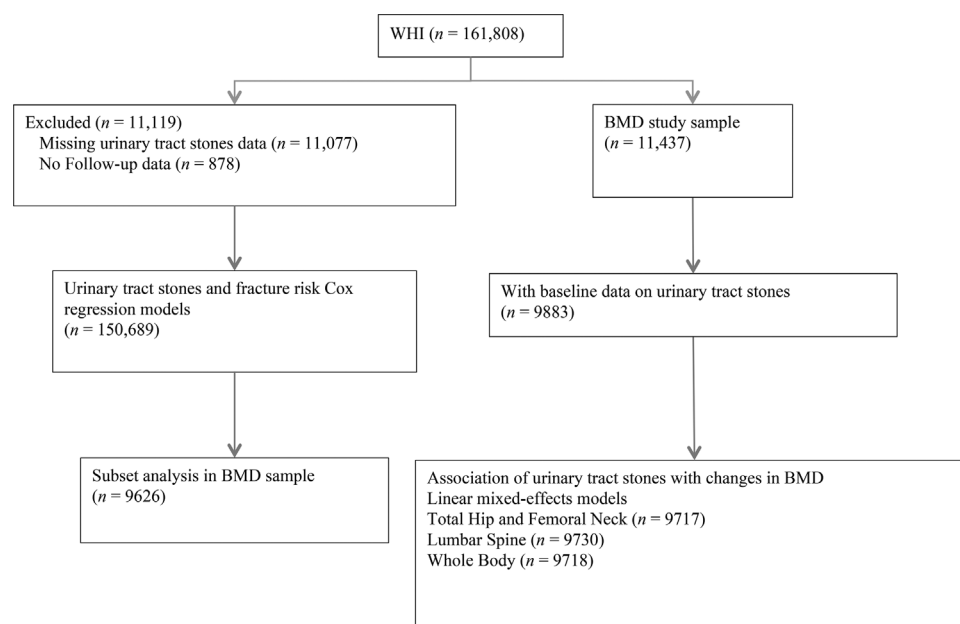 WHI (n = 161,808)
Excluded (n = 11,119)
Missing urinary tract stones data (n = 11,077)
No Follow-up data (n = 878)
BMD study sample
(n = 11,437)
Urinary tract stones and fracture risk Cox
regression models
(n = 150,689)
With baseline data on urinary tract stones
(n = 9883)
Subset analysis in BMD sample
(n = 9626)
Association of urinary tract stones with changes in BMD
Linear mixed-effects models
Total Hip and Femoral Neck (n = 9717)
Lumbar Spine (n = 9730)
Whole Body (n = 9718)